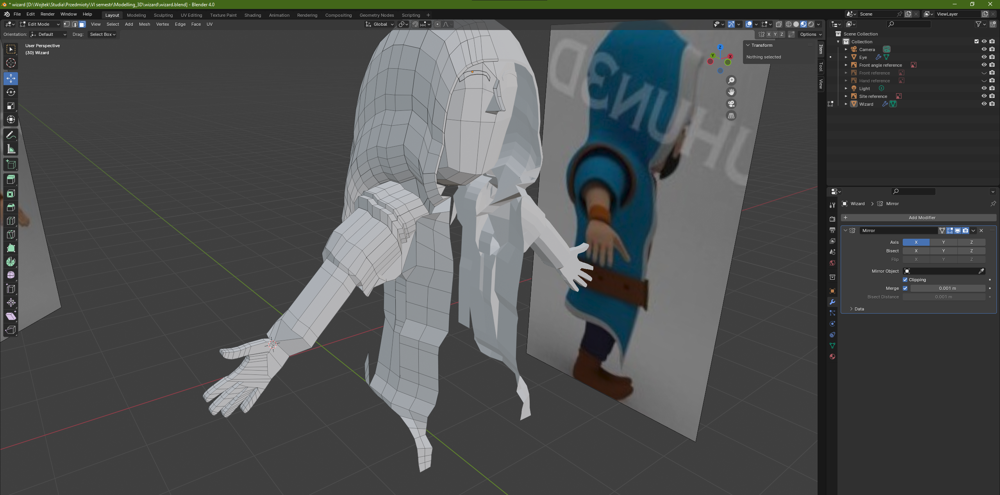 * wizard [D:\Wojtek\Studia\Przedmioty\VI semestr\Modelling_3D\wizard\wizard.blend] - Blender 4.0
File Edit Render Window Help Layout Modeling Sculpting UV Editing Texture Paint Shading Animation Rendering Compositing Geometry Nodes Scripting + Scene ViewLayer
Edit Mode View Select Add Mesh Vertex Edge Face UV Global
Orientation: Default Drag: Select Box X Y Z Options
User Perspective
(30) Wizard
Transform
Nothing selected
Item
Tool
View
Z
Y
X
Scene Collection
Collection
Camera
Eye
Front angle reference
Front reference
Hand reference
Light
Site reference
Wizard
Wizard > Mirror
+ Add Modifier
Mirror
Axis X Y Z
Bisect X Y Z
Flip X Y Z
Mirror Object
Clipping
Merge 0.001 m
Bisect Distance 0.001 m
Data